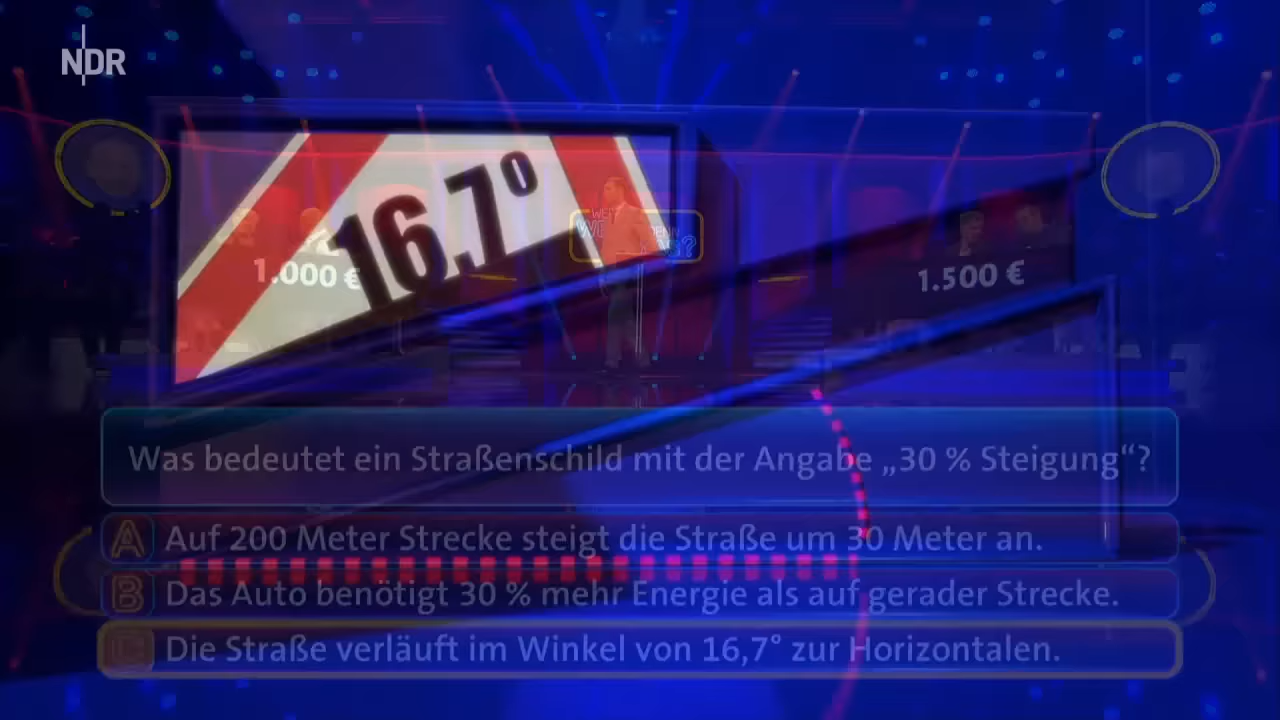 NDR
16.7°
1.000 €
1.500 €
Was bedeutet ein Straßenschild mit der Angabe „30 % Steigung“?
A Auf 200 Meter Strecke steigt die Straße um 30 Meter an.
B Das Auto benötigt 30 % mehr Energie als auf gerader Strecke.
C Die Straße verläuft im Winkel von 16,7° zur Horizontalen.